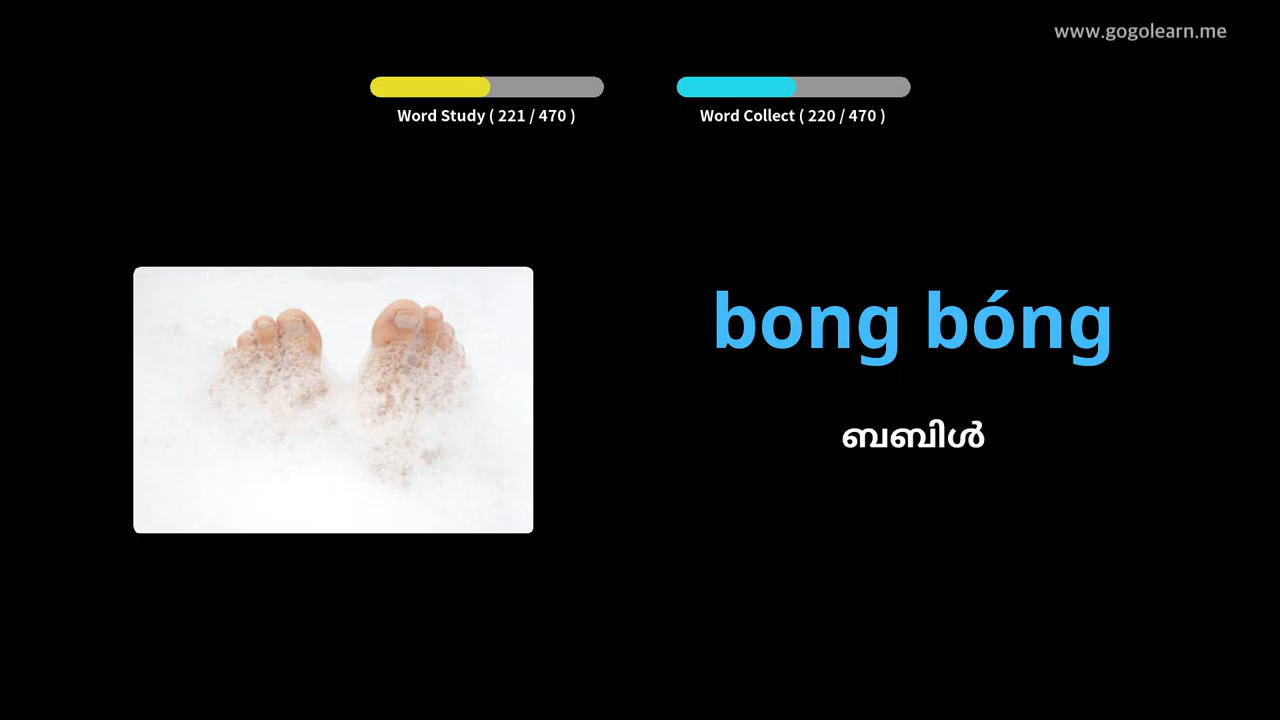 www.gogolearn.me
Word Study ( 221 / 470 )
Word Collect ( 220 / 470 )
bong bóng
ബബിൾ